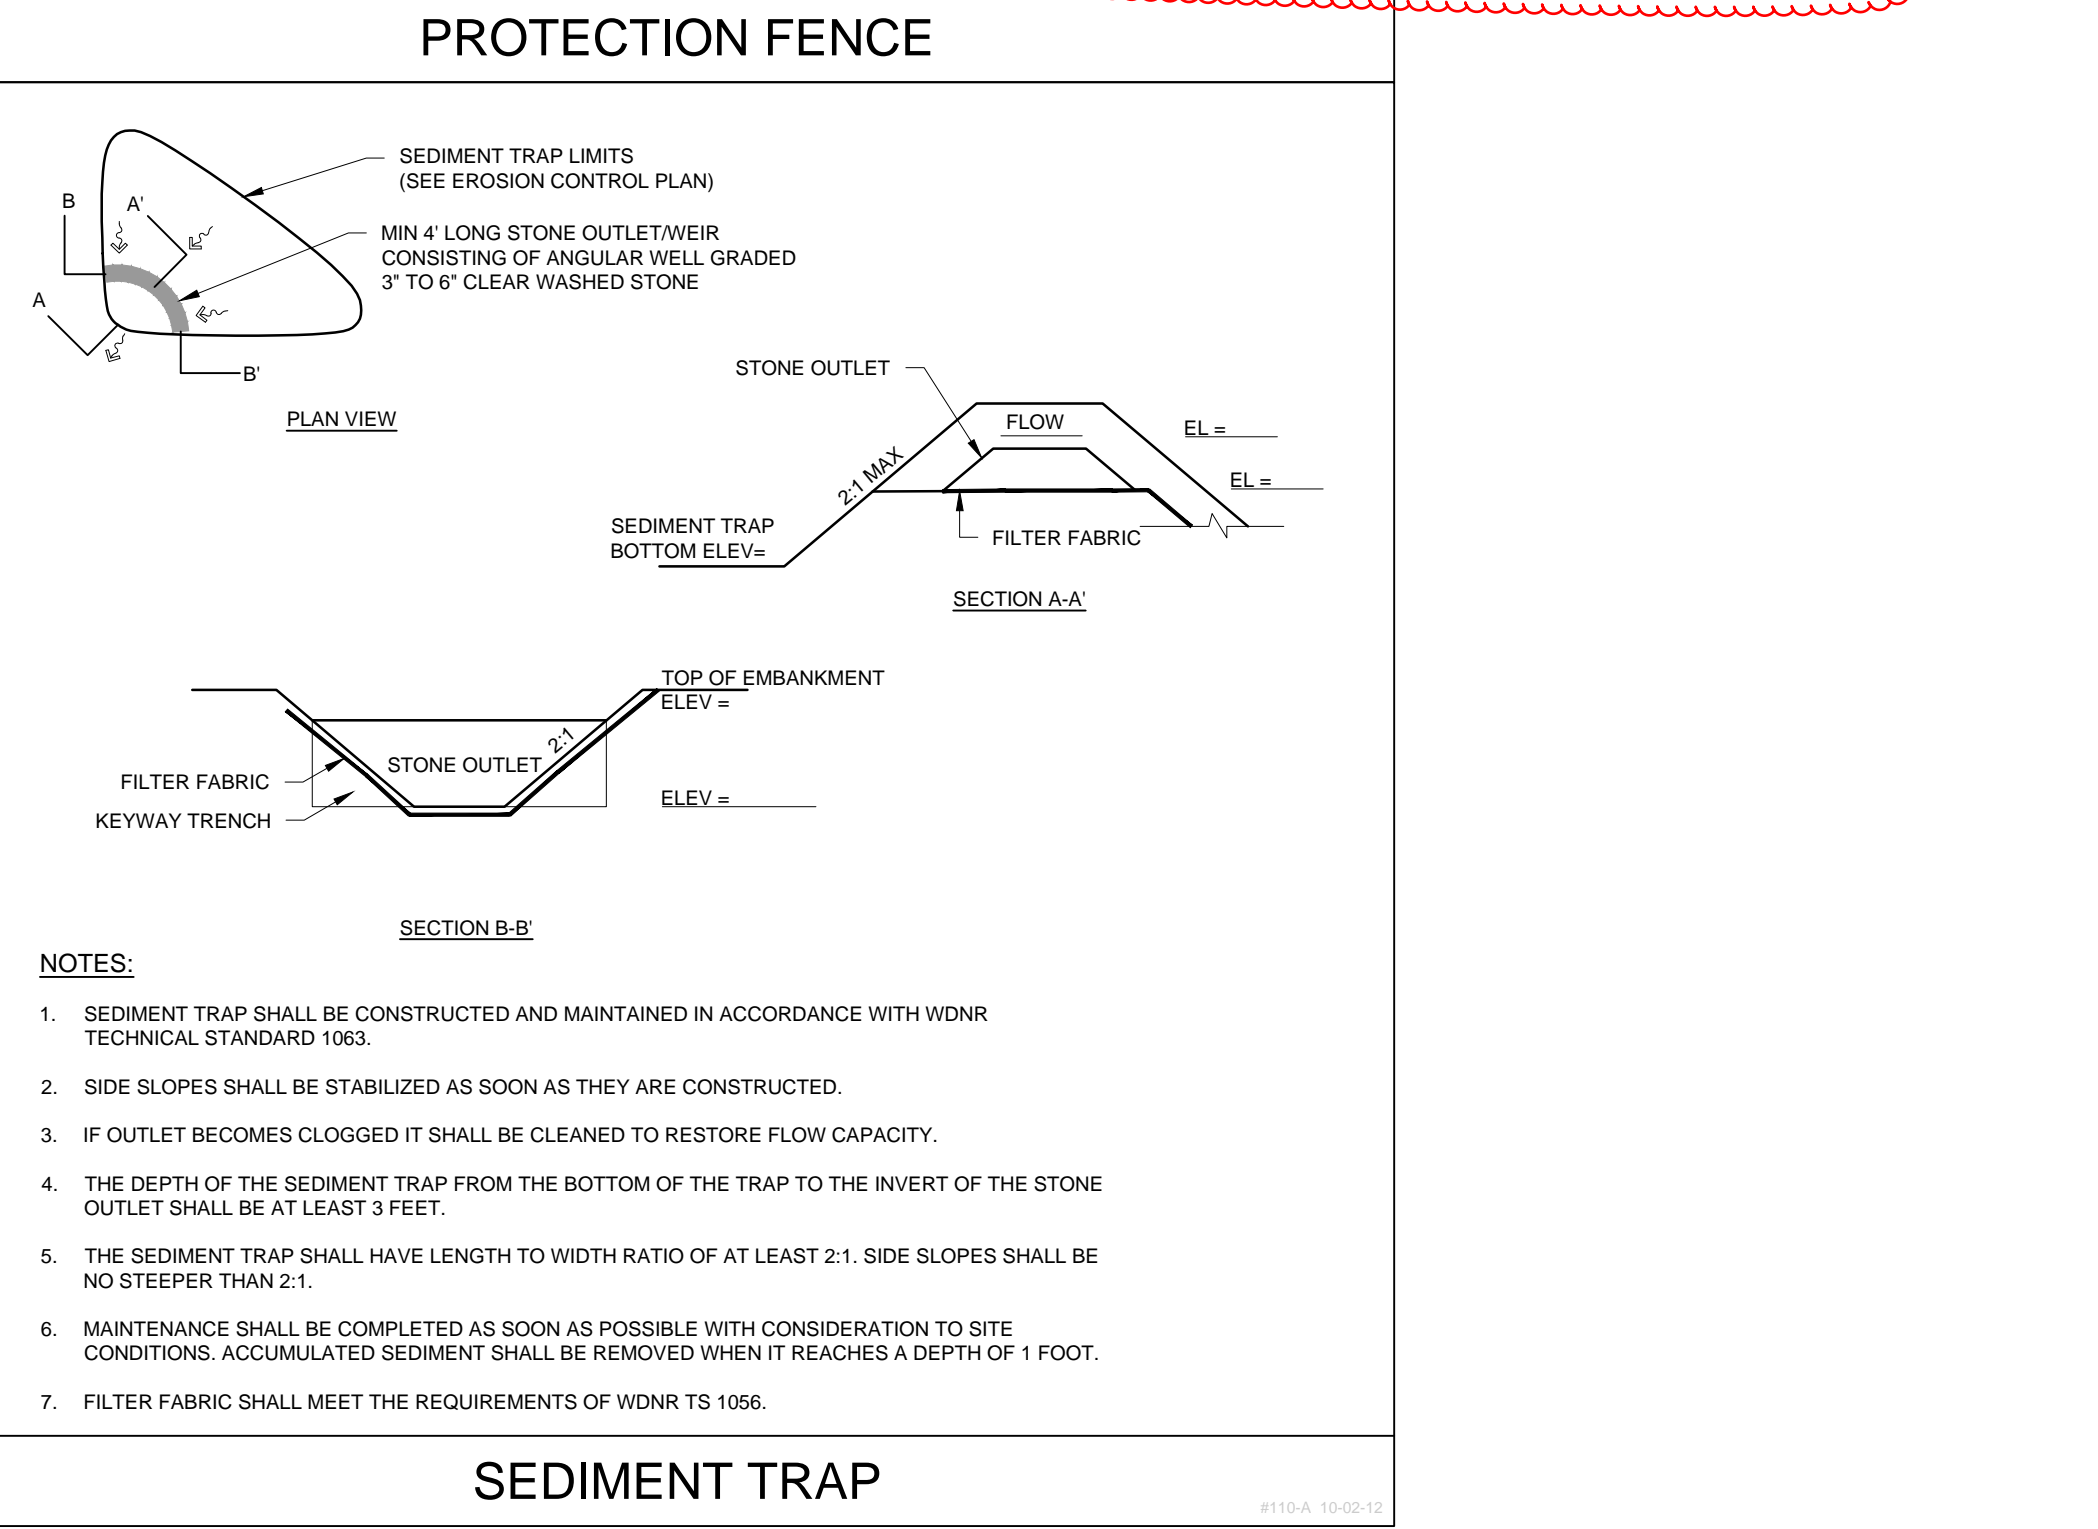 PROTECTION FENCE
SEDIMENT TRAP LIMITS
(SEE EROSION CONTROL PLAN)
B
A'
MIN 4' LONG STONE OUTLET/WEIR
CONSISTING OF ANGULAR WELL GRADED
3" TO 6" CLEAR WASHED STONE
A
B'
PLAN VIEW
STONE OUTLET
FLOW
EL =
2:1 MAX
EL =
SEDIMENT TRAP
BOTTOM ELEV=
FILTER FABRIC
SECTION A-A'
TOP OF EMBANKMENT
ELEV =
2:1
STONE OUTLET
FILTER FABRIC
ELEV =
KEYWAY TRENCH
SECTION B-B'
NOTES:
1. SEDIMENT TRAP SHALL BE CONSTRUCTED AND MAINTAINED IN ACCORDANCE WITH WDNR
TECHNICAL STANDARD 1063.
2. SIDE SLOPES SHALL BE STABILIZED AS SOON AS THEY ARE CONSTRUCTED.
3. IF OUTLET BECOMES CLOGGED IT SHALL BE CLEANED TO RESTORE FLOW CAPACITY.
4. THE DEPTH OF THE SEDIMENT TRAP FROM THE BOTTOM OF THE TRAP TO THE INVERT OF THE STONE
OUTLET SHALL BE AT LEAST 3 FEET.
5. THE SEDIMENT TRAP SHALL HAVE LENGTH TO WIDTH RATIO OF AT LEAST 2:1. SIDE SLOPES SHALL BE
NO STEEPER THAN 2:1.
6. MAINTENANCE SHALL BE COMPLETED AS SOON AS POSSIBLE WITH CONSIDERATION TO SITE
CONDITIONS. ACCUMULATED SEDIMENT SHALL BE REMOVED WHEN IT REACHES A DEPTH OF 1 FOOT.
7. FILTER FABRIC SHALL MEET THE REQUIREMENTS OF WDNR TS 1056.
SEDIMENT TRAP
#110-A 10-02-12